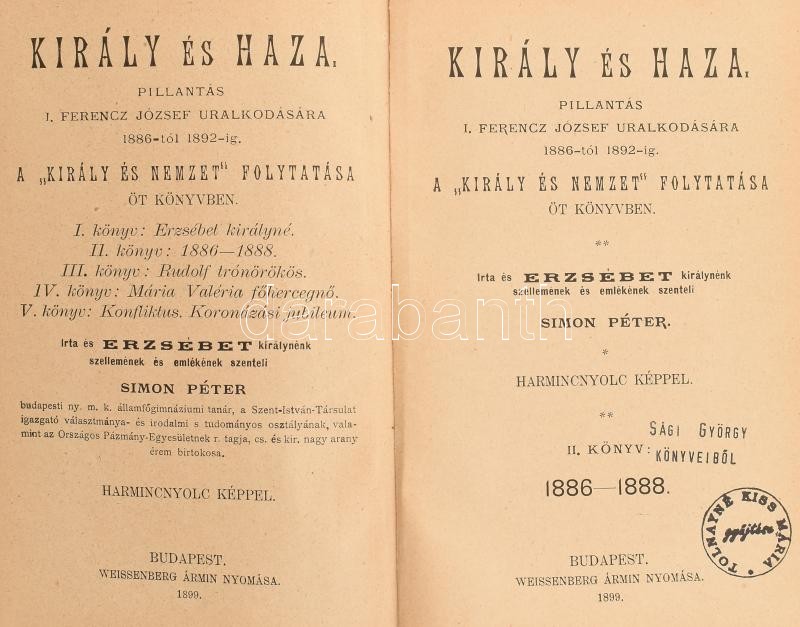 KIRÁLY ÉS HAZA.
PILLANTÁS
I. FERENCZ JÓZSEF URALKODÁSÁRA
1886-tól 1892-ig.
A „KIRÁLY ÉS NEMZET" FOLYTATÁSA
ÖT KÖNYVBEN.
I. könyv: Erzsébet királyné.
II. könyv: 1886—1888.
III. könyv: Rudolf trónörökös.
IV. könyv: Mária Valéria főhercegnő.
V. könyv: Konfliktus. Koronázási jubileum.
Irta és ERZSÉBET királynénk
szellemének és emlékének szenteli
SIMON PÉTER
budapesti ny. m. k. államfőgimnáziumi tanár, a Szent-István-Társulat
igazgató választmánya- és irodalmi s tudományos osztályának, vala-
mint az Országos Pázmány-Egyesületnek r. tagja, cs. és kir. nagy arany
érem birtokosa.
HARMINCNYOLC KÉPPEL.
BUDAPEST.
WEISSENBERG ÁRMIN NYOMÁSA.
1899.
KIRÁLY ÉS HAZA.
PILLANTÁS
I. FERENCZ JÓZSEF URALKODÁSÁRA
1886-tól 1892-ig.
A „KIRÁLY ÉS NEMZET" FOLYTATÁSA
ÖT KÖNYVBEN.
**
Irta és ERZSÉBET királynénk
szellemének és emlékének szenteli
SIMON PÉTER.
*
HARMINCNYOLC KÉPPEL.
**
SÁGI GYÖRGY
KÖNYVEIBŐL
II. KÖNYV:
1886—1888.
TOLNAYNÉ KISS MÁRIA
gyűjtése
BUDAPEST.
WEISSENBERG ÁRMIN NYOMÁSA.
1899.
darabanth